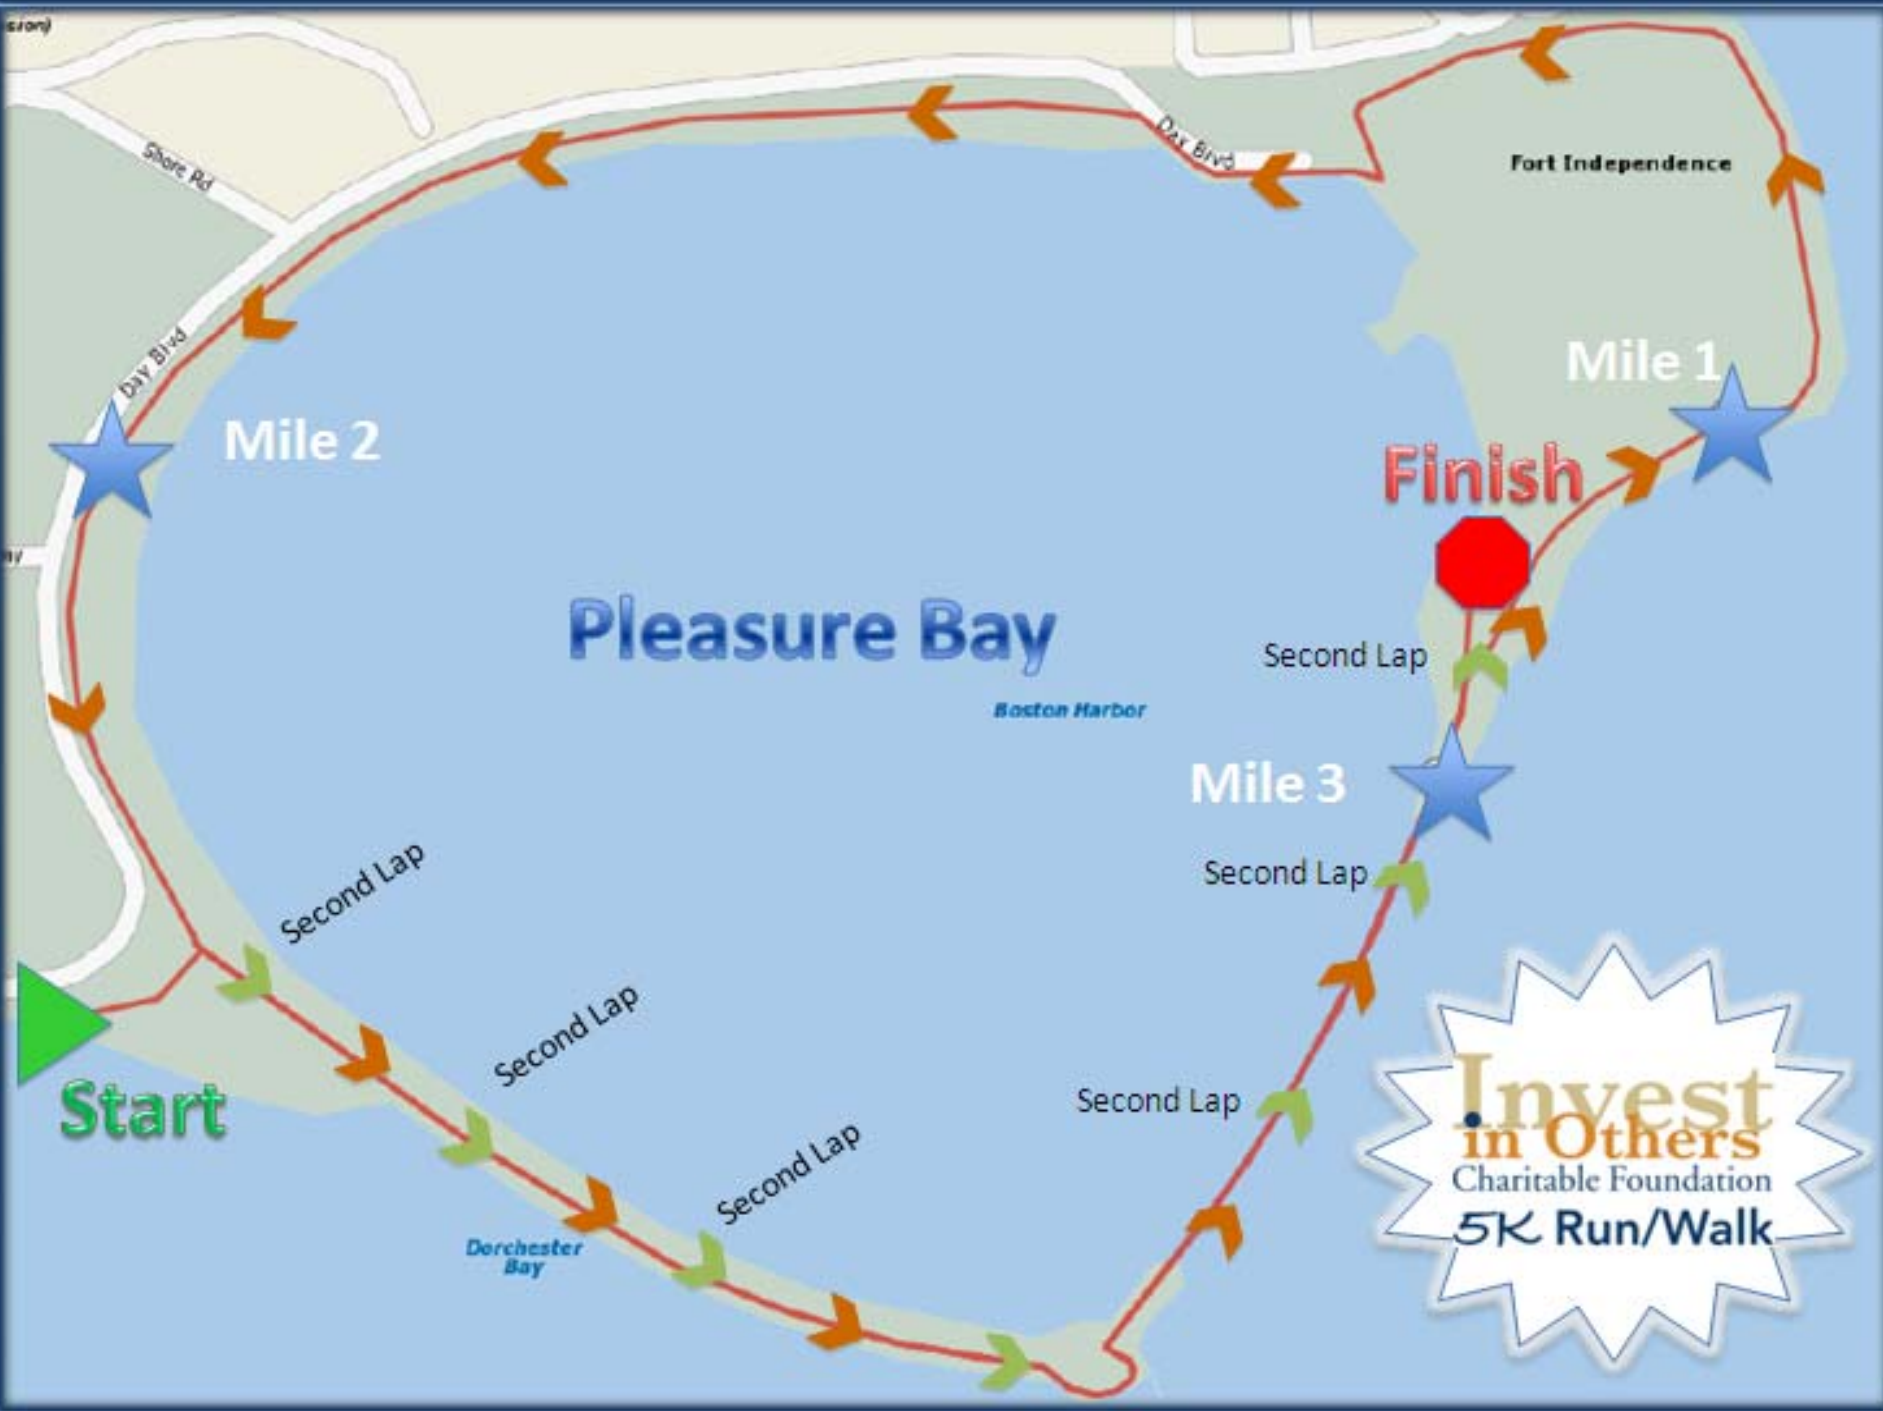 sion)
Shore Rd
Day Blvd
Fort Independence
Day Blvd
Mile 1
Mile 2
Finish
Pleasure Bay
Second Lap
Boston Harbor
Mile 3
Second Lap
Second Lap
Second Lap
Second Lap
Start
Second Lap
Dorchester
Bay
Invest
in Others
Charitable Foundation
5K Run/Walk